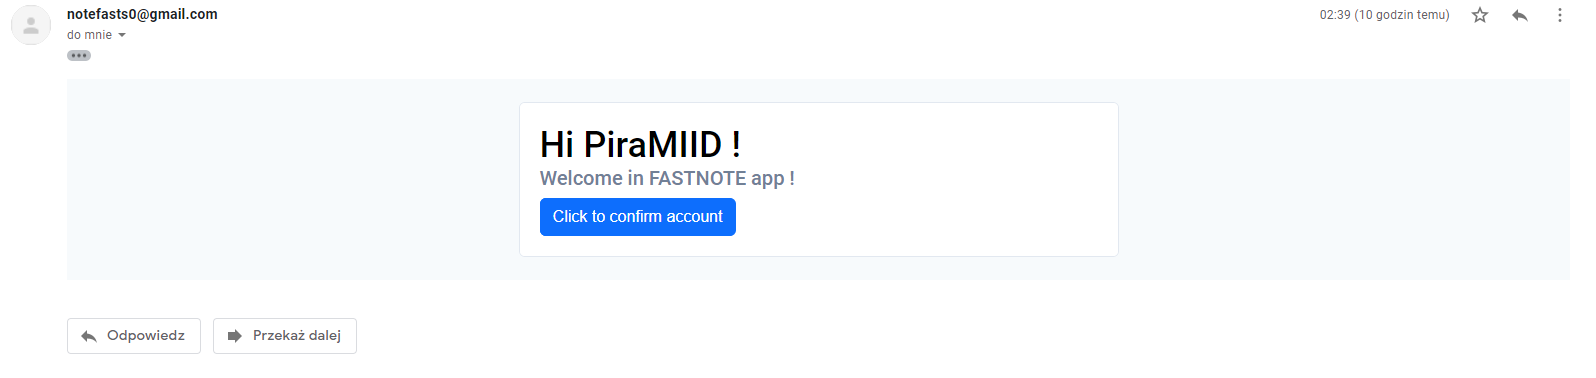 notefasts0@gmail.com
02:39 (10 godzin temu)
do mnie
Hi PiraMIID !
Welcome in FASTNOTE app !
Click to confirm account
Odpowiedz
Przekaż dalej